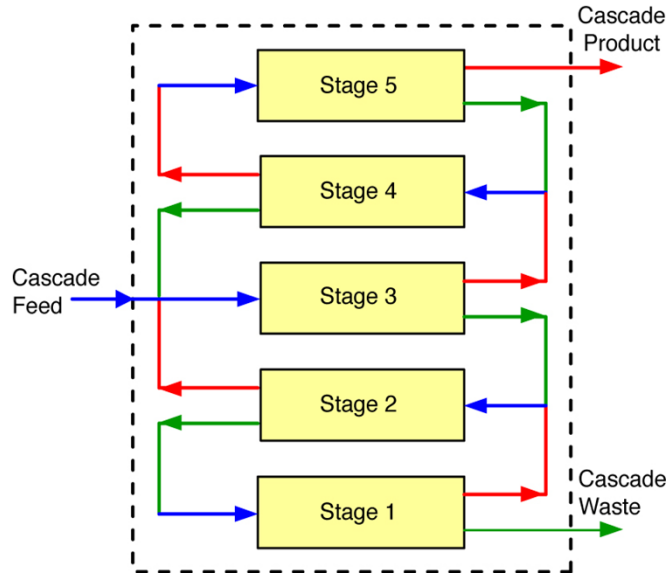 Cascade
Product
Stage 5
Stage 4
Cascade
Feed
Stage 3
Stage 2
Stage 1
Cascade
Waste